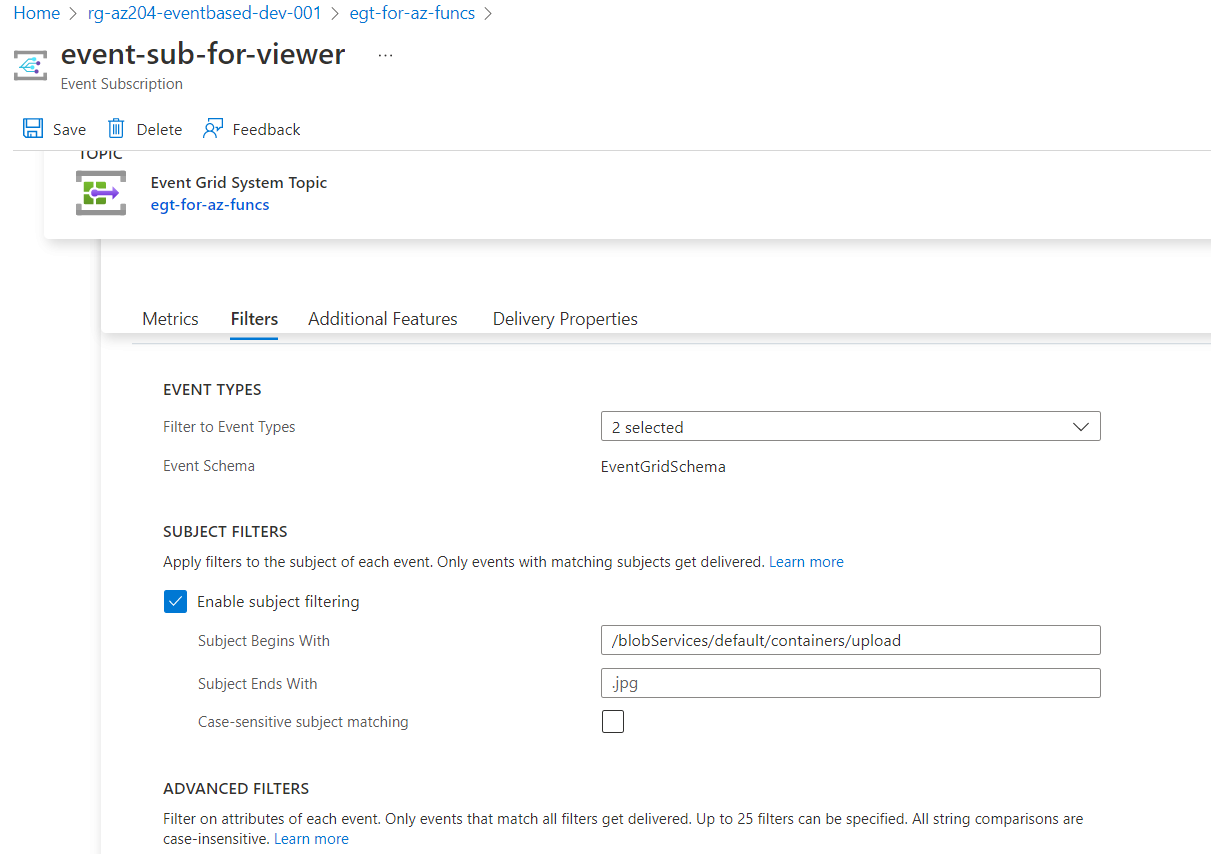 Home > rg-az204-eventbased-dev-001 > egt-for-az-funcs >
event-sub-for-viewer ...
Event Subscription
Save Delete Feedback
TOPIC
Event Grid System Topic
egt-for-az-funcs
Metrics Filters Additional Features Delivery Properties
EVENT TYPES
Filter to Event Types 2 selected
Event Schema EventGridSchema
SUBJECT FILTERS
Apply filters to the subject of each event. Only events with matching subjects get delivered. Learn more
Enable subject filtering
Subject Begins With /blobServices/default/containers/upload
Subject Ends With .jpg
Case-sensitive subject matching
ADVANCED FILTERS
Filter on attributes of each event. Only events that match all filters get delivered. Up to 25 filters can be specified. All string comparisons are
case-insensitive. Learn more